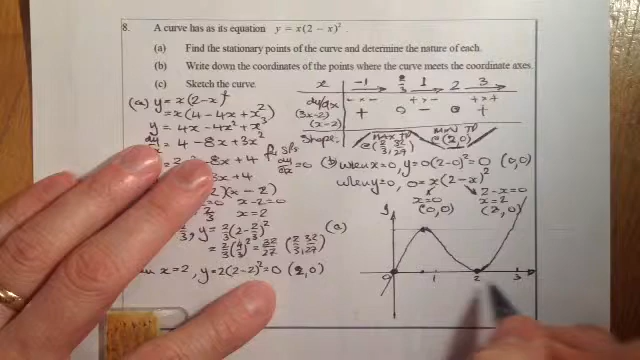 8. A curve has as its equation y = x(2 − x)²
(a) Find the stationary points of the curve and determine the nature of each.
(b) Write down the coordinates of the points where the curve meets the coordinate axes.
(c) Sketch the curve.
(a) y = x(2−x)²
= x(4 − 4x + x²)
y = 4x − 4x² + x³
= 4 − 8x + 3x²
− 8x + 4 for SPs dy/dx = 0
3x + 4
)(x − 2)
x − 2 = 0
x = 2
, y = 2/3(2 − 2/3)²
= 2/3(4/3)² = 32/27 (2/3, 32/27)
x = 2, y = 2(2−2)² = 0 (2,0)
x −1 2/3 1 2 3
dy/dx
(3x−2)
(x−2)
+ 0 − 0 +
Shape
MAX TP @ (2/3, 32/27)
MIN TP @ (2,0)
(b) when x=0, y=0(2−0)² = 0 (0,0)
when y=0, 0 = x(2−x)²
x=0 2−x=0
(0,0) x=2
(2,0)
y
0 1 2 3